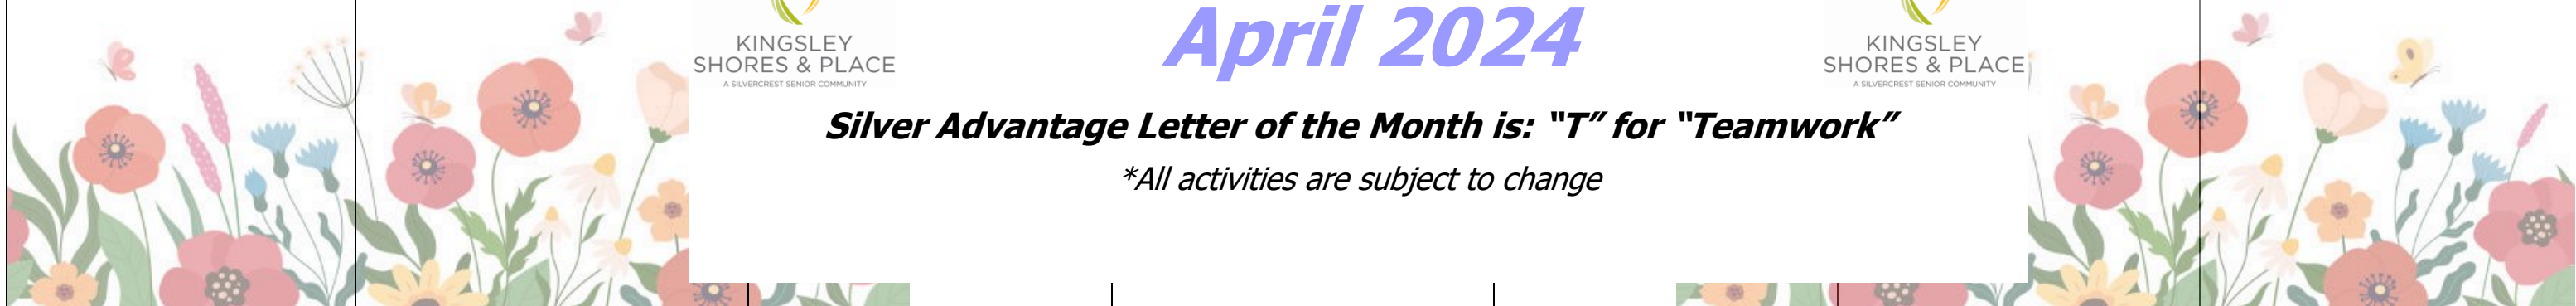 April 2024
KINGSLEY
SHORES & PLACE
A SILVERCREST SENIOR COMMUNITY
KINGSLEY
SHORES & PLACE
A SILVERCREST SENIOR COMMUNITY
Silver Advantage Letter of the Month is: “T” for “Teamwork”
*All activities are subject to change